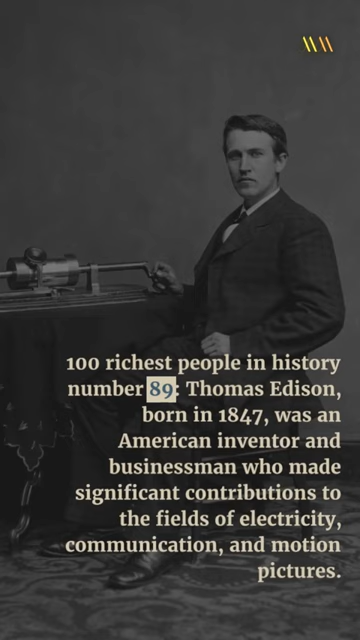 100 richest people in history
number 89: Thomas Edison,
born in 1847, was an
American inventor and
businessman who made
significant contributions to
the fields of electricity,
communication, and motion
pictures.